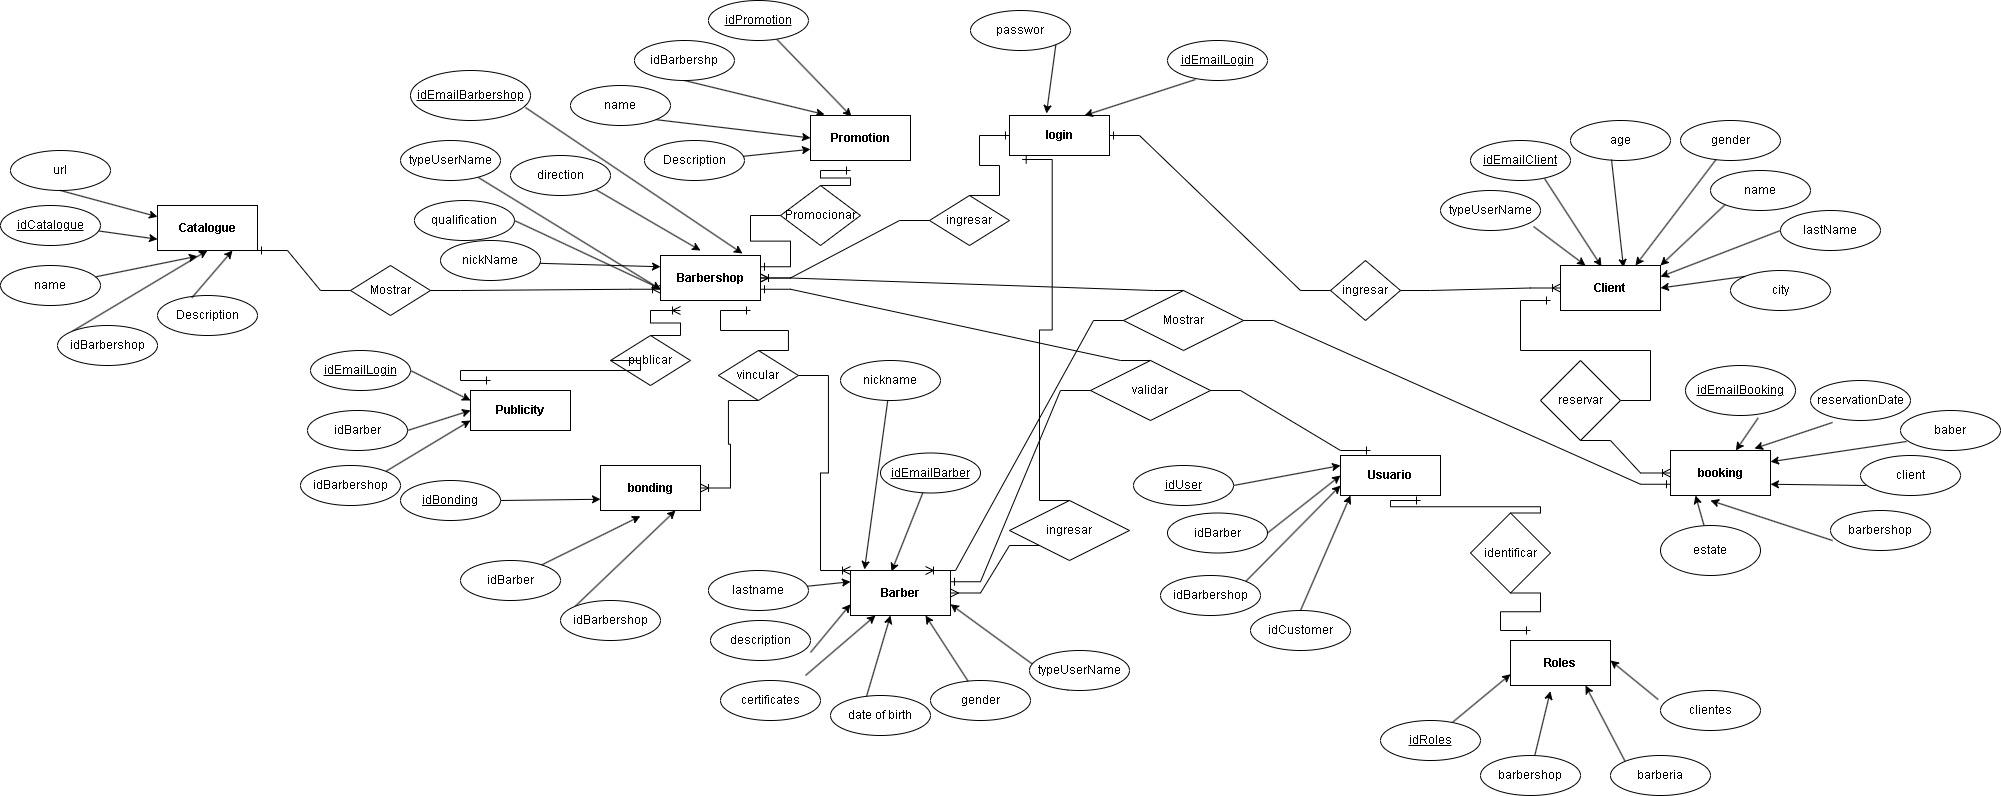 idPromotion
passwor
idBarbershp
idEmailLogin
idEmailBarbershop
name
Promotion
login
age
gender
idEmailClient
typeUserName
Description
url
direction
name
typeUserName
Catalogue
idCatalogue
qualification
Promocionar
ingresar
lastName
nickName
Barbershop
name
Mostrar
ingresar
Client
city
Description
idBarbershop
Mostrar
publicar
idEmailLogin
vincular
nickname
validar
reservar
idEmailBooking
reservationDate
Publicity
idBarber
baber
idBarbershop
idEmailBarber
Usuario
booking
client
idBonding
bonding
idUser
ingresar
idBarber
identificar
barbershop
estate
idBarber
lastname
Barber
idBarbershop
idBarbershop
idCustomer
description
typeUserName
Roles
certificates
date of birth
gender
clientes
idRoles
barbershop
barberia